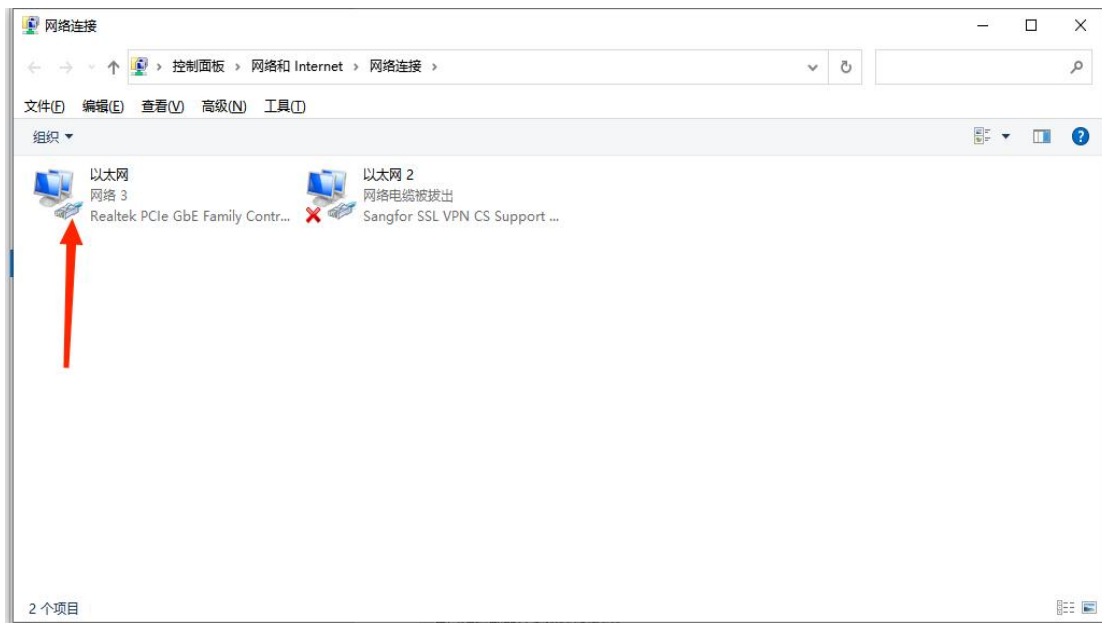 网络连接
控制面板 › 网络和 Internet › 网络连接 ›
文件(F) 编辑(E) 查看(V) 高级(N) 工具(T)
组织
以太网
网络 3
Realtek PCIe GbE Family Contr...
以太网 2
网络电缆被拔出
Sangfor SSL VPN CS Support ...
2 个项目